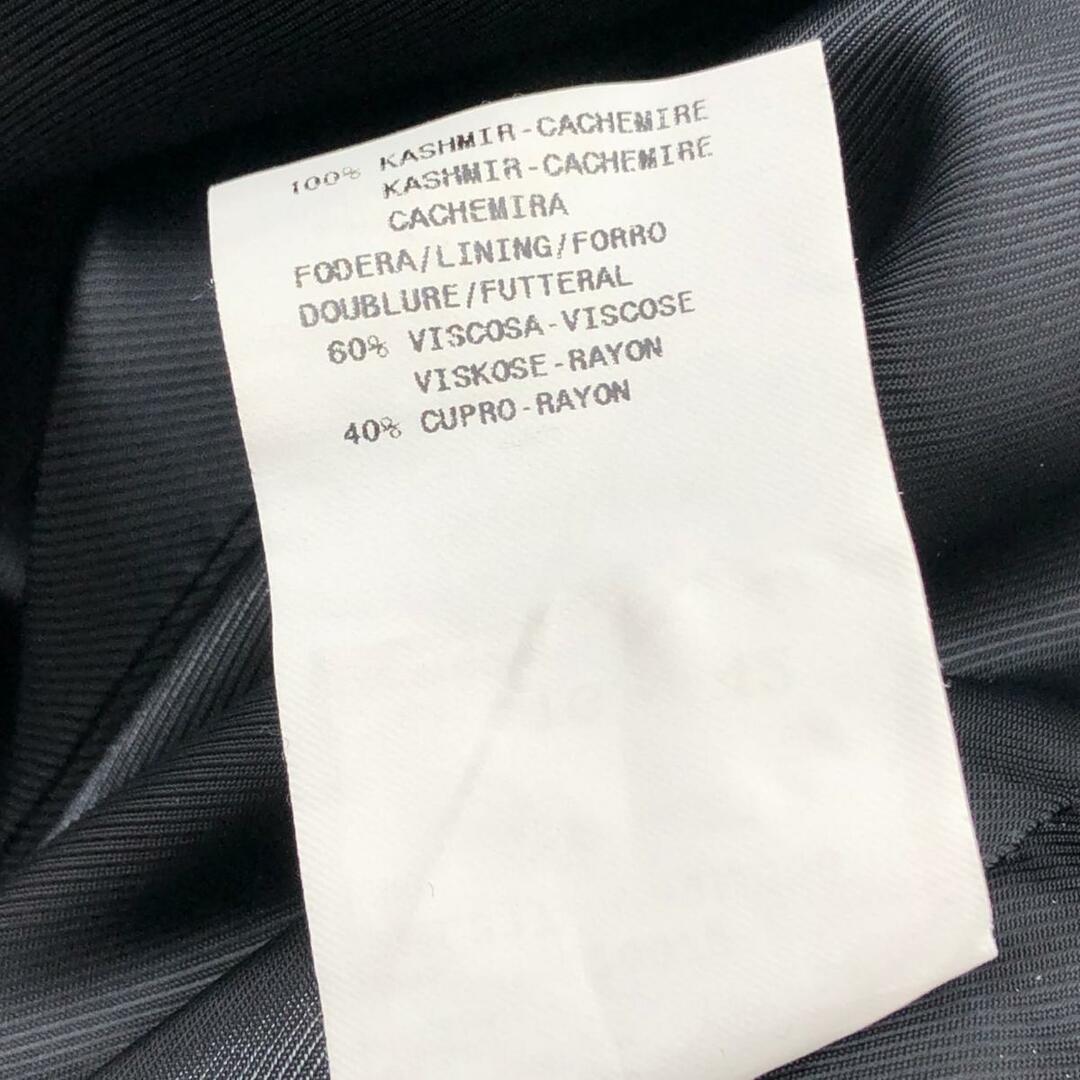 100% KASHMIR-CACHEMIRE
KASHMIR-CACHEMIRE
CACHEMIRA
FODERA/LINING/FORRO
DOUBLURE/FUTTERAL
60% VISCOSA-VISCOSE
VISKOSE-RAYON
40% CUPRO-RAYON